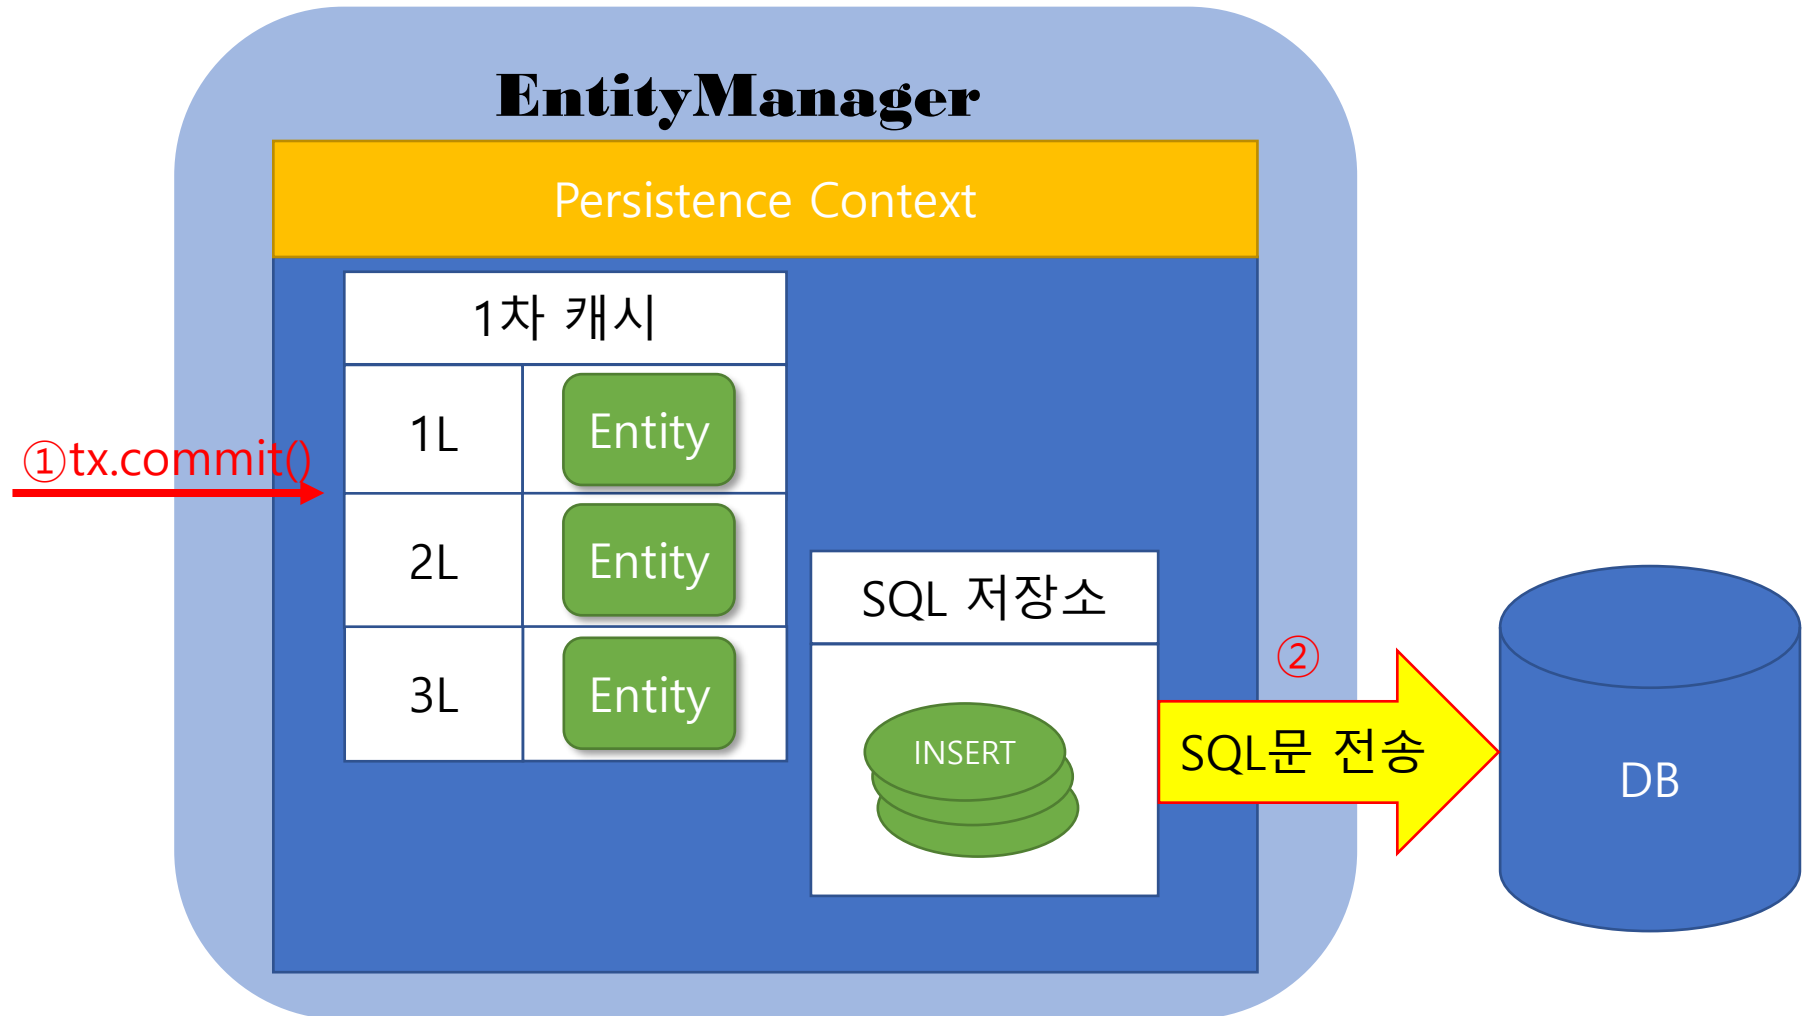 EntityManager
Persistence Context
1차 캐시
1L Entity
①tx.commit()
2L Entity
3L Entity
SQL 저장소
INSERT
②
SQL문 전송
DB